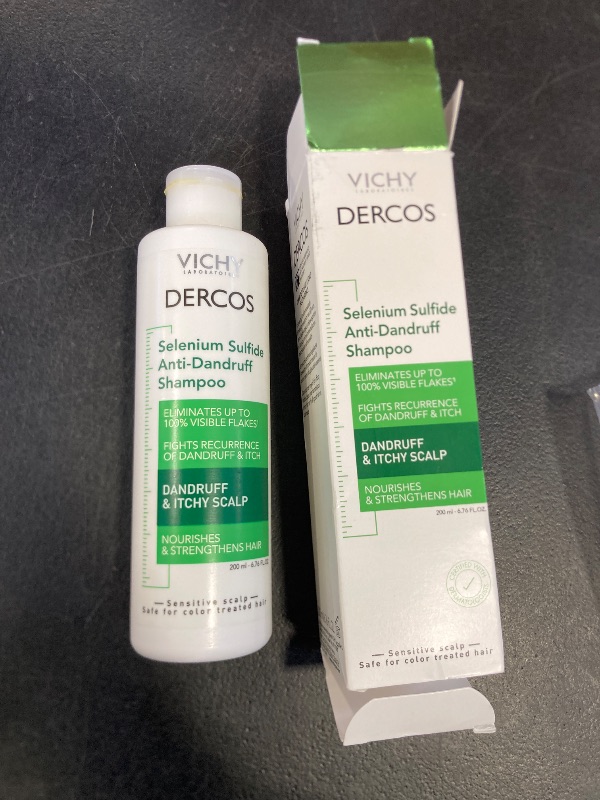 VICHY
LABORATOIRES
DERCOS
Selenium Sulfide
Anti-Dandruff
Shampoo
ELIMINATES UP TO
100% VISIBLE FLAKES¹
FIGHTS RECURRENCE
OF DANDRUFF & ITCH
DANDRUFF
& ITCHY SCALP
NOURISHES
& STRENGTHENS HAIR
200 ml - 6.76 FL.OZ.
Sensitive scalp
Safe for color treated hair
VICHY
LABORATOIRES
DERCOS
Selenium Sulfide
Anti-Dandruff
Shampoo
ELIMINATES UP TO
100% VISIBLE FLAKES¹
FIGHTS RECURRENCE
OF DANDRUFF & ITCH
DANDRUFF
& ITCHY SCALP
NOURISHES
& STRENGTHENS HAIR
200 ml - 6.76 FL.OZ.
Sensitive scalp
Safe for color treated hair